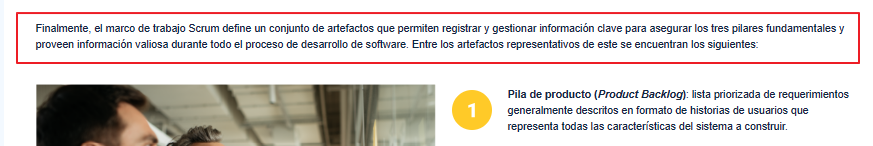 Finalmente, el marco de trabajo Scrum define un conjunto de artefactos que permiten registrar y gestionar información clave para asegurar los tres pilares fundamentales y
proveen información valiosa durante todo el proceso de desarrollo de software. Entre los artefactos representativos de este se encuentran los siguientes:
1
Pila de producto (Product Backlog): lista priorizada de requerimientos
generalmente descritos en formato de historias de usuarios que
representa todas las características del sistema a construir.